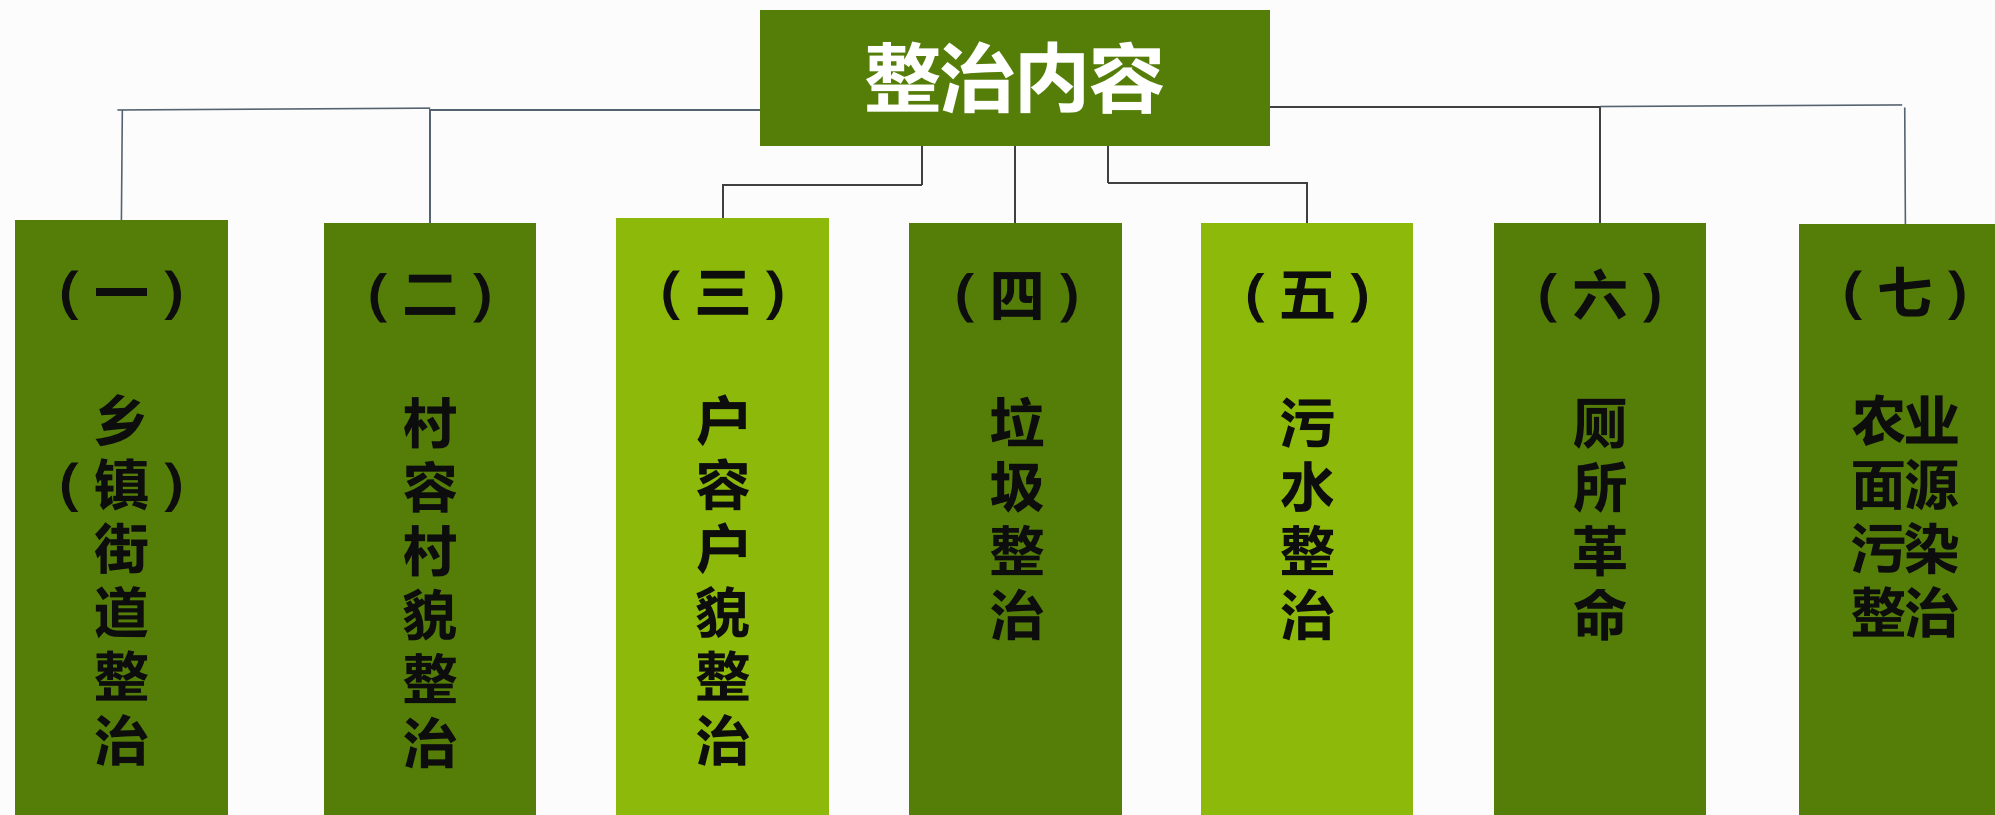 整治内容
（一）
乡（镇）街道整治
（二）
村容村貌整治
（三）
户容户貌整治
（四）
垃圾整治
（五）
污水整治
（六）
厕所革命
（七）
农业
面源
污染
整治